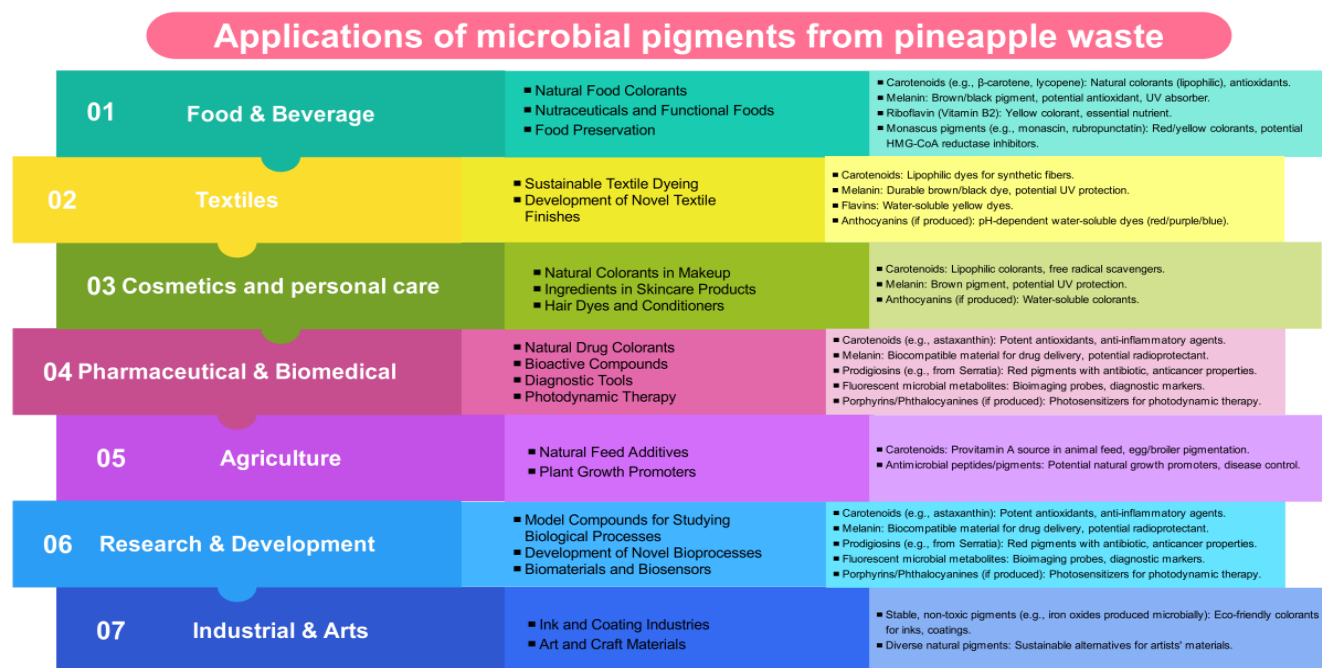 Applications of microbial pigments from pineapple waste
01
Food & Beverage
▪ Natural Food Colorants
▪ Nutraceuticals and Functional Foods
▪ Food Preservation
▪ Carotenoids (e.g., β-carotene, lycopene): Natural colorants (lipophilic), antioxidants.
▪ Melanin: Brown/black pigment, potential antioxidant, UV absorber.
▪ Riboflavin (Vitamin B2): Yellow colorant, essential nutrient.
▪ Monascus pigments (e.g., monascin, rubropunctatin): Red/yellow colorants, potential
HMG-CoA reductase inhibitors.
02
Textiles
▪ Sustainable Textile Dyeing
▪ Development of Novel Textile
Finishes
▪ Carotenoids: Lipophilic dyes for synthetic fibers.
▪ Melanin: Durable brown/black dye, potential UV protection.
▪ Flavins: Water-soluble yellow dyes.
▪ Anthocyanins (if produced): pH-dependent water-soluble dyes (red/purple/blue).
03 Cosmetics and personal care
▪ Natural Colorants in Makeup
▪ Ingredients in Skincare Products
▪ Hair Dyes and Conditioners
▪ Carotenoids: Lipophilic colorants, free radical scavengers.
▪ Melanin: Brown pigment, potential UV protection.
▪ Anthocyanins (if produced): Water-soluble colorants.
04 Pharmaceutical & Biomedical
▪ Natural Drug Colorants
▪ Bioactive Compounds
▪ Diagnostic Tools
▪ Photodynamic Therapy
▪ Carotenoids (e.g., astaxanthin): Potent antioxidants, anti-inflammatory agents.
▪ Melanin: Biocompatible material for drug delivery, potential radioprotectant.
▪ Prodigiosins (e.g., from Serratia): Red pigments with antibiotic, anticancer properties.
▪ Fluorescent microbial metabolites: Bioimaging probes, diagnostic markers.
▪ Porphyrins/Phthalocyanines (if produced): Photosensitizers for photodynamic therapy.
05
Agriculture
▪ Natural Feed Additives
▪ Plant Growth Promoters
▪ Carotenoids: Provitamin A source in animal feed, egg/broiler pigmentation.
▪ Antimicrobial peptides/pigments: Potential natural growth promoters, disease control.
06
Research & Development
▪ Model Compounds for Studying
Biological Processes
▪ Development of Novel Bioprocesses
▪ Biomaterials and Biosensors
▪ Carotenoids (e.g., astaxanthin): Potent antioxidants, anti-inflammatory agents.
▪ Melanin: Biocompatible material for drug delivery, potential radioprotectant.
▪ Prodigiosins (e.g., from Serratia): Red pigments with antibiotic, anticancer properties.
▪ Fluorescent microbial metabolites: Bioimaging probes, diagnostic markers.
▪ Porphyrins/Phthalocyanines (if produced): Photosensitizers for photodynamic therapy.
07
Industrial & Arts
▪ Ink and Coating Industries
▪ Art and Craft Materials
▪ Stable, non-toxic pigments (e.g., iron oxides produced microbially): Eco-friendly colorants
for inks, coatings.
▪ Diverse natural pigments: Sustainable alternatives for artists' materials.